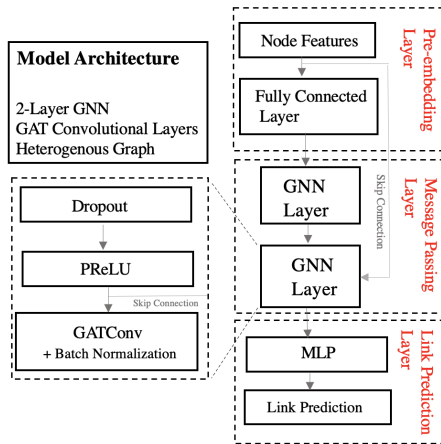 Model Architecture
2-Layer GNN
GAT Convolutional Layers
Heterogenous Graph
Node Features
Fully Connected
Layer
Pre-embedding
Layer
Skip Connection
GNN
Layer
GNN
Layer
Message Passing
Layer
Dropout
PReLU
Skip Connection
GATConv
+ Batch Normalization
MLP
Link Prediction
Link Prediction
Layer